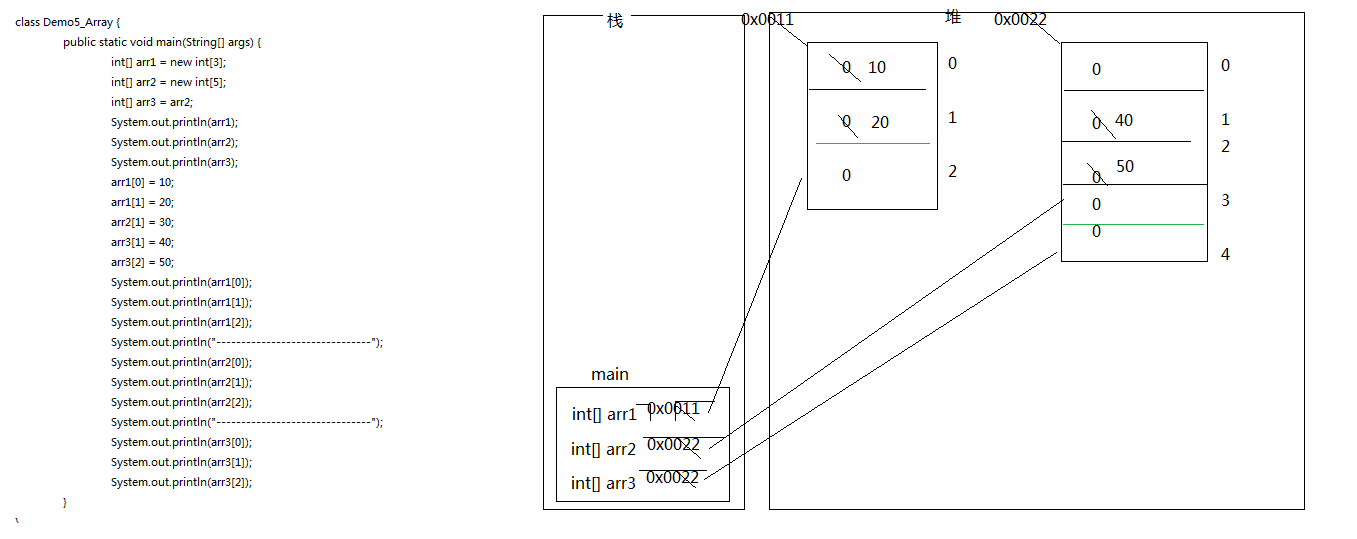 class Demo5_Array {
public static void main(String[] args) {
int[] arr1 = new int[3];
int[] arr2 = new int[5];
int[] arr3 = arr2;
System.out.println(arr1);
System.out.println(arr2);
System.out.println(arr3);
arr1[0] = 10;
arr1[1] = 20;
arr2[1] = 30;
arr3[1] = 40;
arr3[2] = 50;
System.out.println(arr1[0]);
System.out.println(arr1[1]);
System.out.println(arr1[2]);
System.out.println("-------------------------------");
System.out.println(arr2[0]);
System.out.println(arr2[1]);
System.out.println(arr2[2]);
System.out.println("-------------------------------");
System.out.println(arr3[0]);
System.out.println(arr3[1]);
System.out.println(arr3[2]);
}
}
栈
main
int[] arr1 0x0011
int[] arr2 0x0022
int[] arr3 0x0022
堆
0x0011
0 10 0
0 20 1
0 2
0x0022
0 0
0 40 1
0 50 2
0 3
0 4